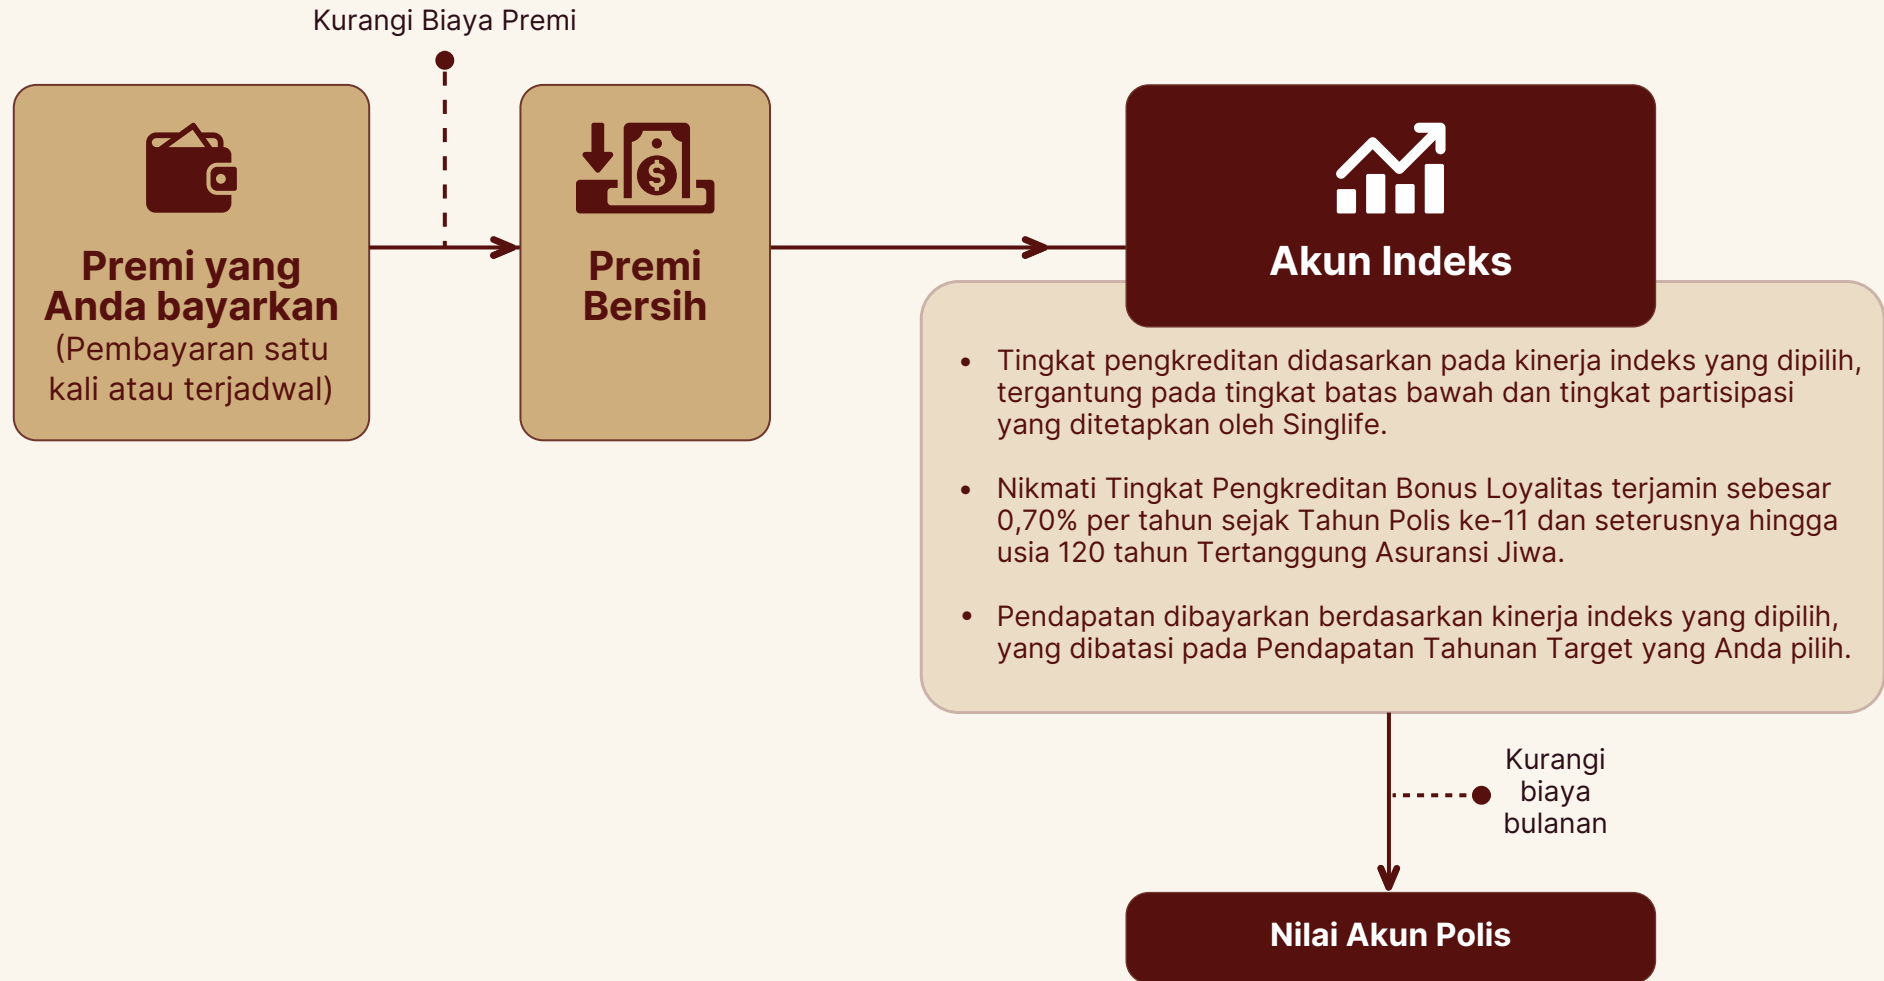 Kurangi Biaya Premi
Premi yang
Anda bayarkan
(Pembayaran satu
kali atau terjadwal)
Premi
Bersih
Akun Indeks
• Tingkat pengkreditan didasarkan pada kinerja indeks yang dipilih,
tergantung pada tingkat batas bawah dan tingkat partisipasi
yang ditetapkan oleh Singlife.
• Nikmati Tingkat Pengkreditan Bonus Loyalitas terjamin sebesar
0,70% per tahun sejak Tahun Polis ke-11 dan seterusnya hingga
usia 120 tahun Tertanggung Asuransi Jiwa.
• Pendapatan dibayarkan berdasarkan kinerja indeks yang dipilih,
yang dibatasi pada Pendapatan Tahunan Target yang Anda pilih.
Kurangi
biaya
bulanan
Nilai Akun Polis